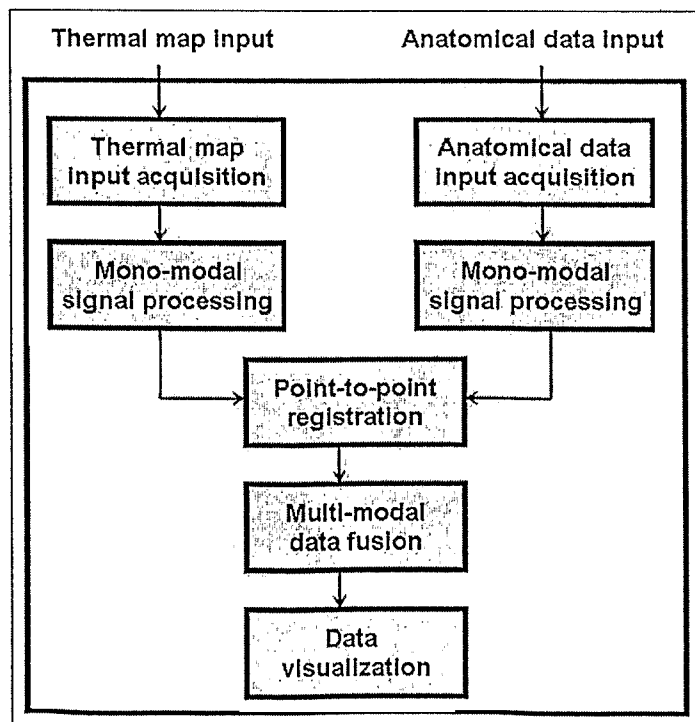 Thermal map input
Anatomical data input
Thermal map
input acquisition
Anatomical data
input acquisition
Mono-modal
signal processing
Mono-modal
signal processing
Point-to-point
registration
Multi-modal
data fusion
Data
visualization